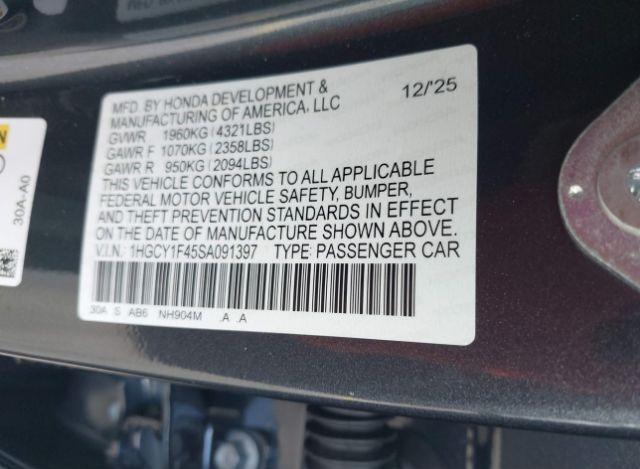 MFD. BY HONDA DEVELOPMENT & 12/'25
MANUFACTURING OF AMERICA, LLC
GVWR 1960KG (4321LBS)
GAWR F 1070KG (2358LBS)
GAWR R 950KG (2094LBS)
THIS VEHICLE CONFORMS TO ALL APPLICABLE
FEDERAL MOTOR VEHICLE SAFETY, BUMPER,
AND THEFT PREVENTION STANDARDS IN EFFECT
ON THE DATE OF MANUFACTURE SHOWN ABOVE.
V.I.N.: 1HGCY1F45SA091397 TYPE: PASSENGER CAR
30A S AB6 NH904M .A .A
30A-A0